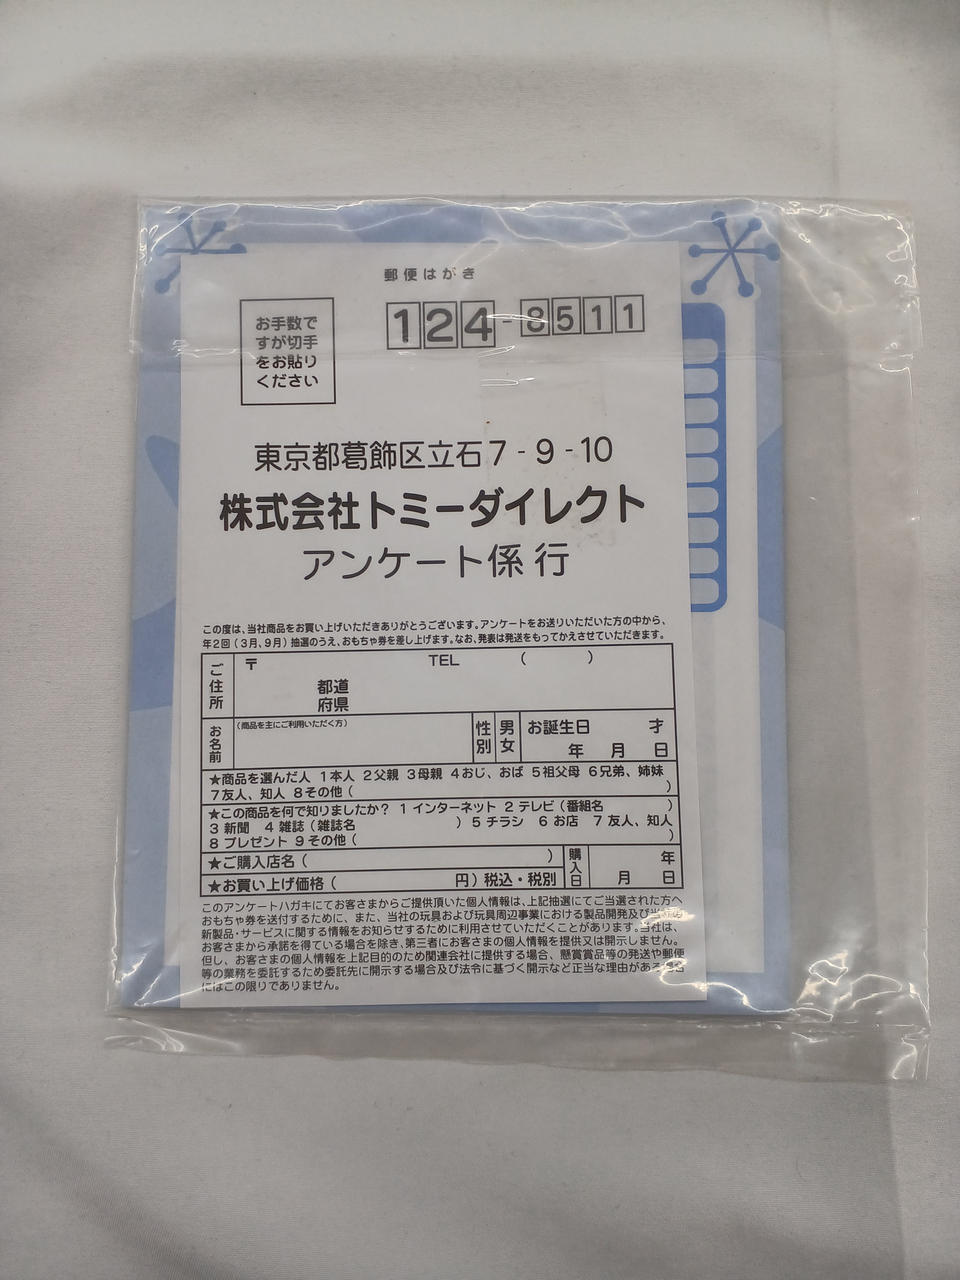 郵便はがき
お手数で
すが切手
をお貼り
ください
124-8511
東京都葛飾区立石7-9-10
株式会社トミーダイレクト
アンケート係 行
この度は、当社商品をお買い上げいただきありがとうございます。アンケートをお送りいただいた方の中から、
年2回(3月、9月)抽選のうえ、おもちゃ券を差し上げます。なお、発表は発送をもってかえさせていただきます。
ご住所 〒 TEL ( )
都道
府県
お名前 (商品を主にご利用いただく方) 性別 男 女 お誕生日 才
年 月 日
★商品を選んだ人 1本人 2父親 3母親 4おじ、おば 5祖父母 6兄弟、姉妹
7友人、知人 8その他( )
★この商品を何で知りましたか? 1 インターネット 2 テレビ(番組名 )
3 新聞 4 雑誌(雑誌名 ) 5 チラシ 6 お店 7 友人、知人
8 プレゼント 9 その他( )
★ご購入店名( ) 購入日 年
★お買い上げ価格( 円)税込・税別 月 日
このアンケートハガキにてお客さまからご提供頂いた個人情報は、上記抽選にてご当選された方へ
おもちゃ券を送付するために、また、当社の玩具および玩具周辺事業における製品開発及び当社の
新製品・サービスに関する情報をお知らせするために利用させていただくことがあります。当社は、
お客さまから承諾を得ている場合を除き、第三者にお客さまの個人情報を提供又は開示しません。
但し、お客さまの個人情報を上記目的のため関連会社に提供する場合、懸賞賞品等の発送や郵便
等の業務を委託するため委託先に開示する場合及び法令に基づく開示など正当な理由がある場合
にはこの限りでありません。